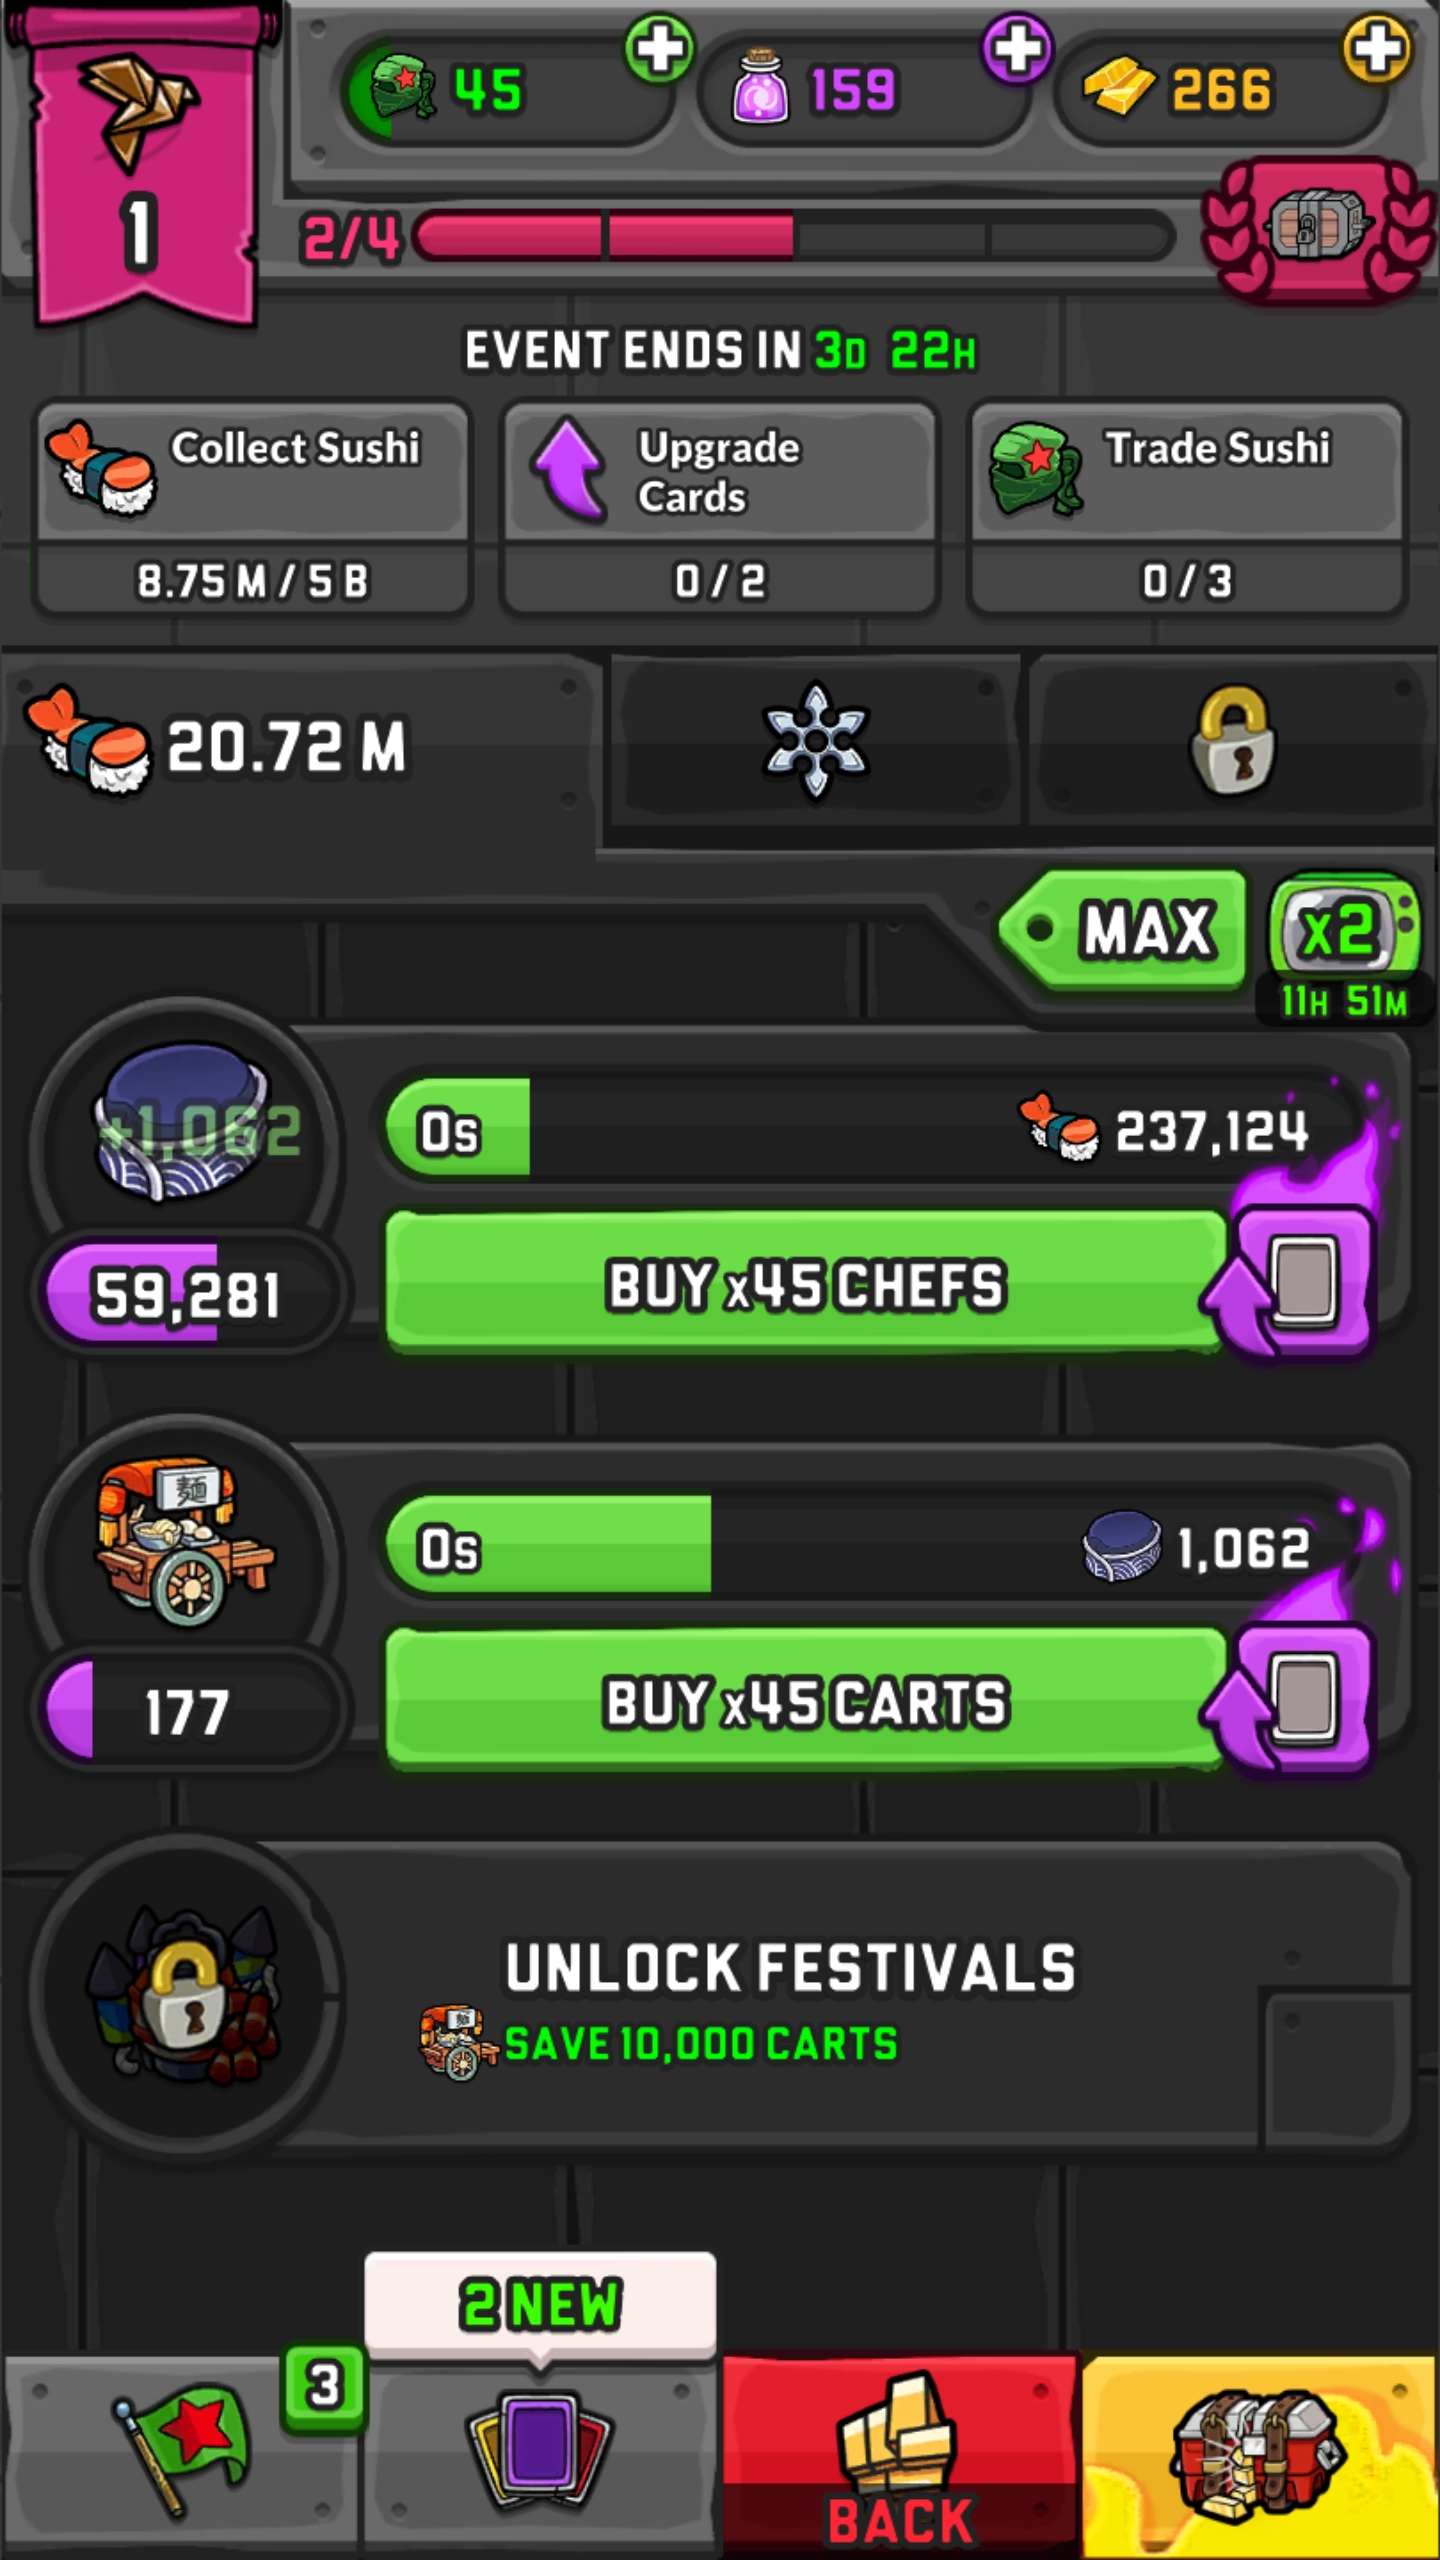 45
159
266
1
2/4
EVENT ENDS IN 3D 22H
Collect Sushi
8.75 M / 5 B
Upgrade
Cards
0 / 2
Trade Sushi
0 / 3
20.72 M
MAX
x2
11H 51M
+1,062
0s
237,124
59,281
BUY x45 CHEFS
麺
0s
1,062
177
BUY x45 CARTS
UNLOCK FESTIVALS
SAVE 10,000 CARTS
2 NEW
3
BACK